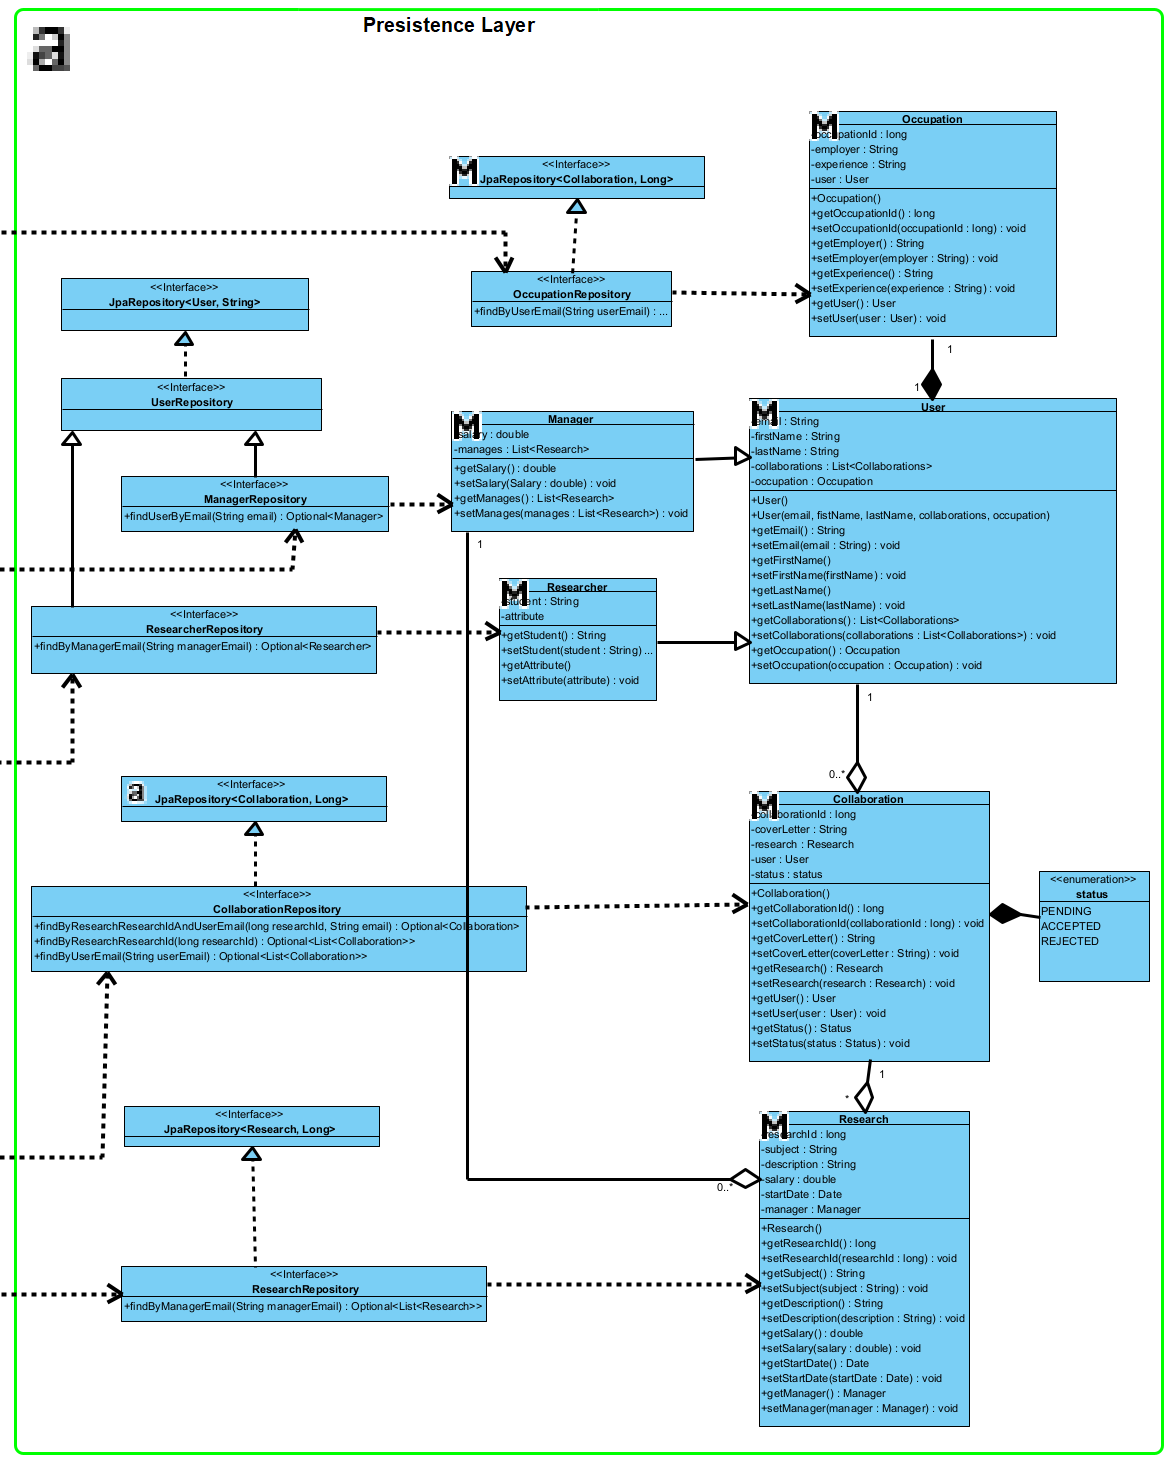 Presistence Layer
a
M
Occupation
occupationId : long
-employer : String
-experience : String
-user : User
+Occupation()
+getOccupationId() : long
+setOccupationId(occupationId : long) : void
+getEmployer() : String
+setEmployer(employer : String) : void
+getExperience() : String
+setExperience(experience : String) : void
+getUser() : User
+setUser(user : User) : void
M
<<Interface>>
JpaRepository<Collaboration, Long>
<<Interface>>
OccupationRepository
+findByUserEmail(String userEmail) : ...
<<Interface>>
JpaRepository<User, String>
<<Interface>>
UserRepository
<<Interface>>
ManagerRepository
+findUserByEmail(String email) : Optional<Manager>
<<Interface>>
ResearcherRepository
+findByManagerEmail(String managerEmail) : Optional<Researcher>
M
Manager
salary : double
-manages : List<Research>
+getSalary() : double
+setSalary(Salary : double) : void
+getManages() : List<Research>
+setManages(manages : List<Research>) : void
1
M
Researcher
student : String
-attribute
+getStudent() : String
+setStudent(student : String) ...
+getAttribute()
+setAttribute(attribute) : void
1
1
M
User
email : String
-firstName : String
-lastName : String
-collaborations : List<Collaborations>
-occupation : Occupation
+User()
+User(email, fistName, lastName, collaborations, occupation)
+getEmail() : String
+setEmail(email : String) : void
+getFirstName()
+setFirstName(firstName) : void
+getLastName()
+setLastName(lastName) : void
+getCollaborations() : List<Collaborations>
+setCollaborations(collaborations : List<Collaborations>) : void
+getOccupation() : Occupation
+setOccupation(occupation : Occupation) : void
1
0..*
a
<<Interface>>
JpaRepository<Collaboration, Long>
<<Interface>>
CollaborationRepository
+findByResearchResearchIdAndUserEmail(long researchId, String email) : Optional<Collaboration>
+findByResearchResearchId(long researchId) : Optional<List<Collaboration>>
+findByUserEmail(String userEmail) : Optional<List<Collaboration>>
M
Collaboration
collaborationId : long
-coverLetter : String
-research : Research
-user : User
-status : status
+Collaboration()
+getCollaborationId() : long
+setCollaborationId(collaborationId : long) : void
+getCoverLetter() : String
+setCoverLetter(coverLetter : String) : void
+getResearch() : Research
+setResearch(research : Research) : void
+getUser() : User
+setUser(user : User) : void
+getStatus() : Status
+setStatus(status : Status) : void
<<enumeration>>
status
PENDING
ACCEPTED
REJECTED
1
*
<<Interface>>
JpaRepository<Research, Long>
<<Interface>>
ResearchRepository
+findByManagerEmail(String managerEmail) : Optional<List<Research>>
0..*
M
Research
researchId : long
-subject : String
-description : String
-salary : double
-startDate : Date
-manager : Manager
+Research()
+getResearchId() : long
+setResearchId(researchId : long) : void
+getSubject() : String
+setSubject(subject : String) : void
+getDescription() : String
+setDescription(description : String) : void
+getSalary() : double
+setSalary(salary : double) : void
+getStartDate() : Date
+setStartDate(startDate : Date) : void
+getManager() : Manager
+setManager(manager : Manager) : void